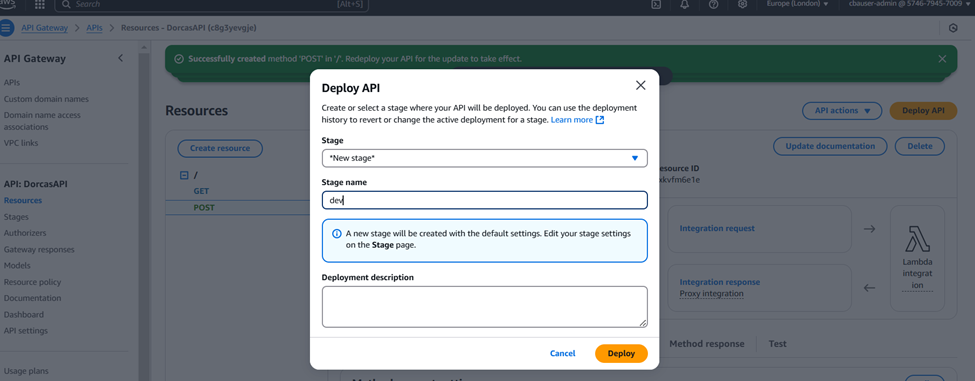 Search
[Alt+S]
Europe (London)
cbauser-admin @ 5746-7945-7009
API Gateway > APIs > Resources - DorcasAPI (c8g3yevgje)
API Gateway
APIs
Custom domain names
Domain name access
associations
VPC links
API: DorcasAPI
Resources
Stages
Authorizers
Gateway responses
Models
Resource policy
Documentation
Dashboard
API settings
Usage plans
Successfully created method 'POST' in '/'. Redeploy your API for the update to take effect.
Resources
API actions
Deploy API
Create resource
/
GET
POST
Update documentation
Delete
esource ID
akvfm6e1e
Integration request
Integration response
Proxy integration
Lambda
integrat
ion
Method response
Test
Deploy API
Create or select a stage where your API will be deployed. You can use the deployment
history to revert or change the active deployment for a stage. Learn more
Stage
*New stage*
Stage name
dev
A new stage will be created with the default settings. Edit your stage settings
on the Stage page.
Deployment description
Cancel
Deploy